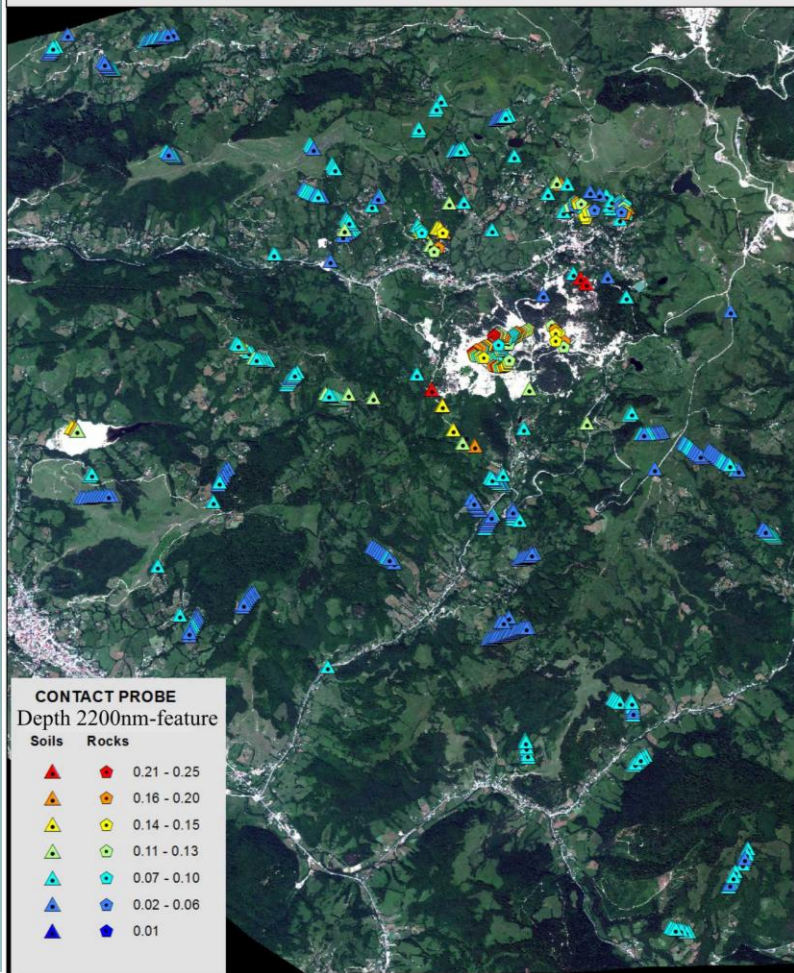 CONTACT PROBE
Depth 2200nm-feature
Soils Rocks
0.21 - 0.25
0.16 - 0.20
0.14 - 0.15
0.11 - 0.13
0.07 - 0.10
0.02 - 0.06
0.01